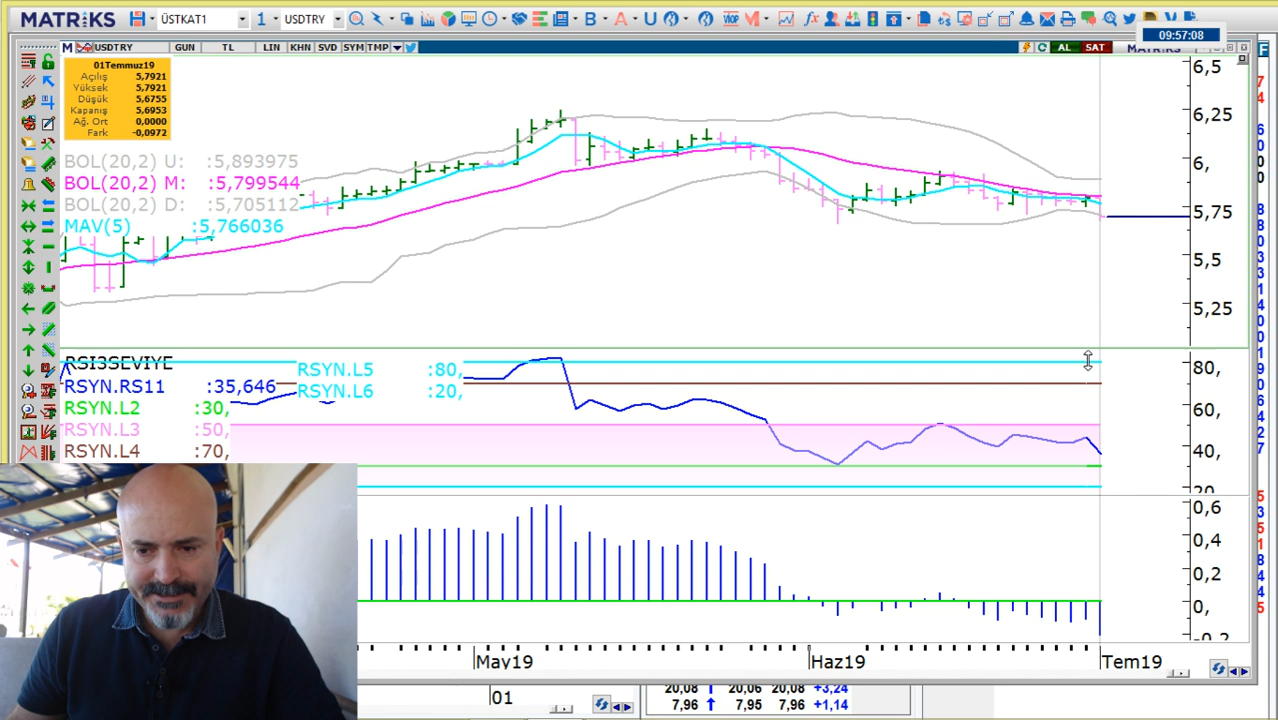 MATRİKS ÜSTKAT1 1 USDTRY
B A U VIOP M fx
09:57:08
M USDTRY GUN TL LIN KHN SVD SYM TMP AL SAT MATRİKS
01Temmuz19
Açılış 5,7921
Yüksek 5,7921
Düşük 5,6755
Kapanış 5,6953
Ağ. Ort 0,0000
Fark -0,0972
BOL(20,2) U: :5,893975
BOL(20,2) M: :5,799544
BOL(20,2) D: :5,705112
MAV(5) :5,766036
6,5
6,25
6,
5,75
5,5
5,25
RSI3SEVIYE
RSYN.RS11 :35,646
RSYN.L2 :30,
RSYN.L3 :50,
RSYN.L4 :70,
RSYN.L5 :80,
RSYN.L6 :20,
80,
60,
40,
20
0,6
0,4
0,2
0,
-0,2
May19 Haz19 Tem19
01
20,08 20,06 20,08 +3,24
7,96 7,95 7,96 +1,14